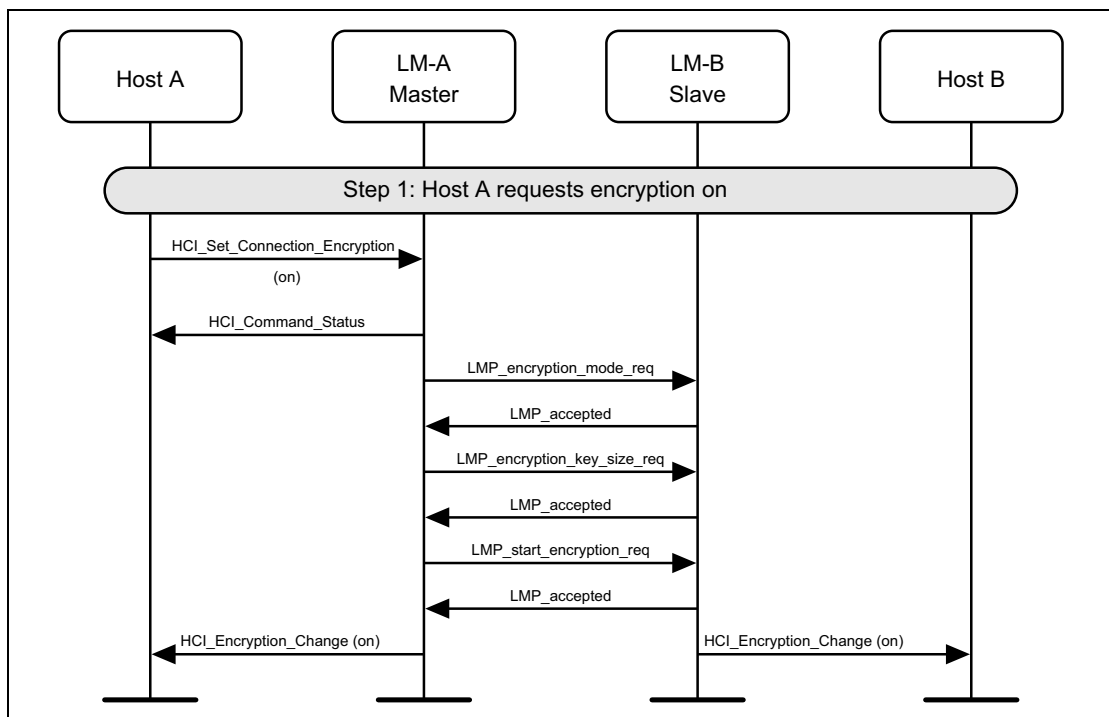 Host A
LM-A
Master
LM-B
Slave
Host B
Step 1: Host A requests encryption on
HCI_Set_Connection_Encryption
(on)
HCI_Command_Status
LMP_encryption_mode_req
LMP_accepted
LMP_encryption_key_size_req
LMP_accepted
LMP_start_encryption_req
LMP_accepted
HCI_Encryption_Change (on)
HCI_Encryption_Change (on)